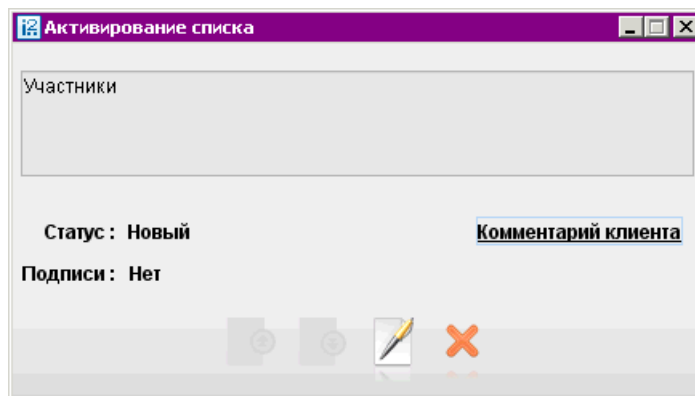 Активирование списка
Участники
Статус : Новый
Комментарий клиента
Подписи : Нет